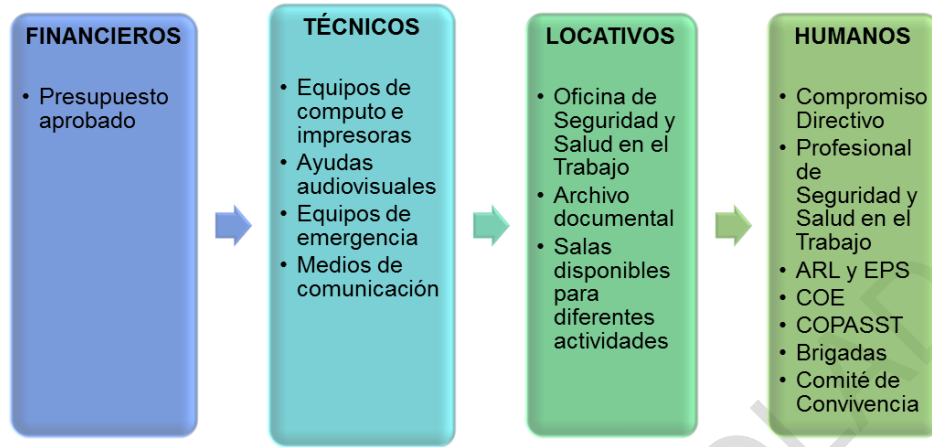 FINANCIEROS
• Presupuesto
aprobado
TÉCNICOS
• Equipos de
computo e
impresoras
• Ayudas
audiovisuales
• Equipos de
emergencia
• Medios de
comunicación
LOCATIVOS
• Oficina de
Seguridad y
Salud en el
Trabajo
• Archivo
documental
• Salas
disponibles
para
diferentes
actividades
HUMANOS
• Compromiso
Directivo
• Profesional
de
Seguridad y
Salud en el
Trabajo
• ARL y EPS
• COE
• COPASST
• Brigadas
• Comité de
Convivencia